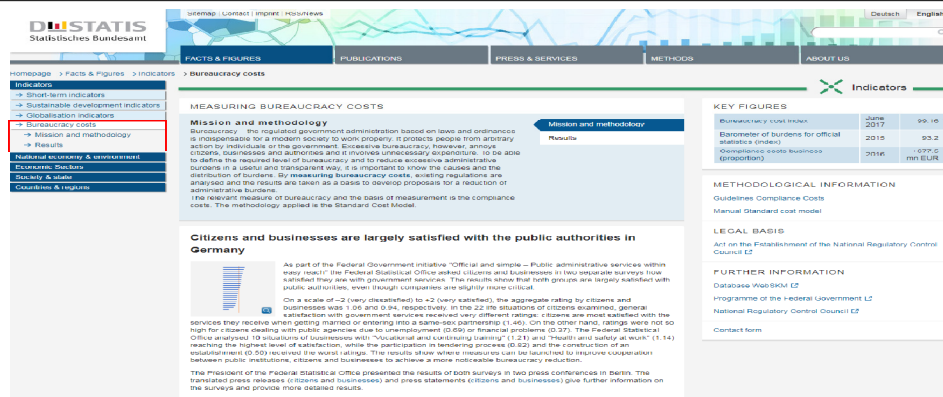 Sitemap | Contact | Imprint | RSS/News
Deutsch English
DESTATIS
Statistisches Bundesamt
FACTS & FIGURES PUBLICATIONS PRESS & SERVICES METHODS ABOUT US
Homepage > Facts & Figures > Indicators > Bureaucracy costs
Indicators
→ Short-term indicators
→ Sustainable development indicators
→ Globalisation indicators
→ Bureaucracy costs
→ Mission and methodology
→ Results
National economy & environment
Economic Sectors
Society & state
Countries & regions
Indicators
MEASURING BUREAUCRACY COSTS
Mission and methodology
Bureaucracy – the regulated government administration based on laws and ordinances
is indispensable for a modern society to work properly. It protects people from arbitrary
action by individuals or the government. Excessive bureaucracy, however, annoys
citizens, businesses and authorities and it involves unnecessary expenditure. To be able
to define the required level of bureaucracy and to reduce excessive administrative
burdens in a useful and transparent way, it is important to know the causes and the
distribution of burdens. By measuring bureaucracy costs, existing regulations are
analysed and the results are taken as a basis to develop proposals for a reduction of
administrative burdens.
The relevant measure of bureaucracy and the basis of measurement is the compliance
costs. The methodology applied is the Standard Cost Model.
Mission and methodology
Results
Citizens and businesses are largely satisfied with the public authorities in
Germany
As part of the Federal Government initiative "Official and simple – Public administrative services within
easy reach" the Federal Statistical Office asked citizens and businesses in two separate surveys how
satisfied they are with government services. The results show that both groups are largely satisfied with
public authorities, even though companies are slightly more critical.
On a scale of –2 (very dissatisfied) to +2 (very satisfied), the aggregate rating by citizens and
businesses was 1.06 and 0.94, respectively. In the 22 life situations of citizens examined, general
satisfaction with government services received very different ratings: citizens are most satisfied with the
services they receive when getting married or entering into a same-sex partnership (1.46). On the other hand, ratings were not so
high for citizens dealing with public agencies due to unemployment (0.69) or financial problems (0.37). The Federal Statistical
Office analysed 10 situations of businesses with "Vocational and continuing training" (1.21) and "Health and safety at work" (1.14)
reaching the highest level of satisfaction, while the participation in tendering process (0.82) and the construction of an
establishment (0.50) received the worst ratings. The results show where measures can be launched to improve cooperation
between public institutions, citizens and businesses to achieve a more noticeable bureaucracy reduction.
The President of the Federal Statistical Office presented the results of both surveys in two press conferences in Berlin. The
translated press releases (citizens and businesses) and press statements (citizens and businesses) give further information on
the surveys and provide more detailed results.
KEY FIGURES
Bureaucracy cost index June 2017 99.16
Barometer of burdens for official statistics (index) 2015 93.2
Compliance costs business (proportion) 2016 mn EUR
METHODOLOGICAL INFORMATION
Guidelines Compliance Costs
Manual Standard cost model
LEGAL BASIS
Act on the Establishment of the National Regulatory Control
Council
FURTHER INFORMATION
Database WebSKM
Programme of the Federal Government
National Regulatory Control Council
Contact form